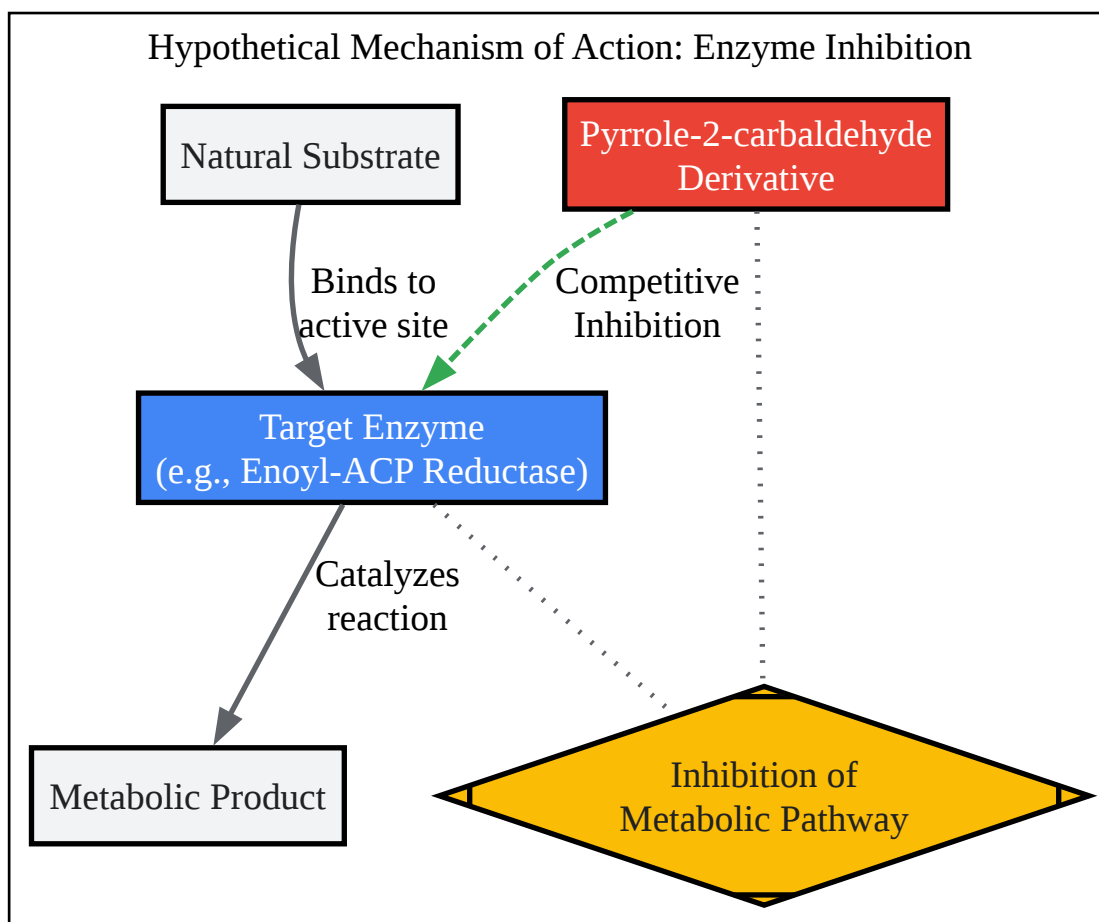 Hypothetical Mechanism of Action: Enzyme Inhibition
Natural Substrate
Pyrrole-2-carbaldehyde
Derivative
Binds to
active site
Competitive
Inhibition
Target Enzyme
(e.g., Enoyl-ACP Reductase)
Catalyzes
reaction
Metabolic Product
Inhibition of
Metabolic Pathway